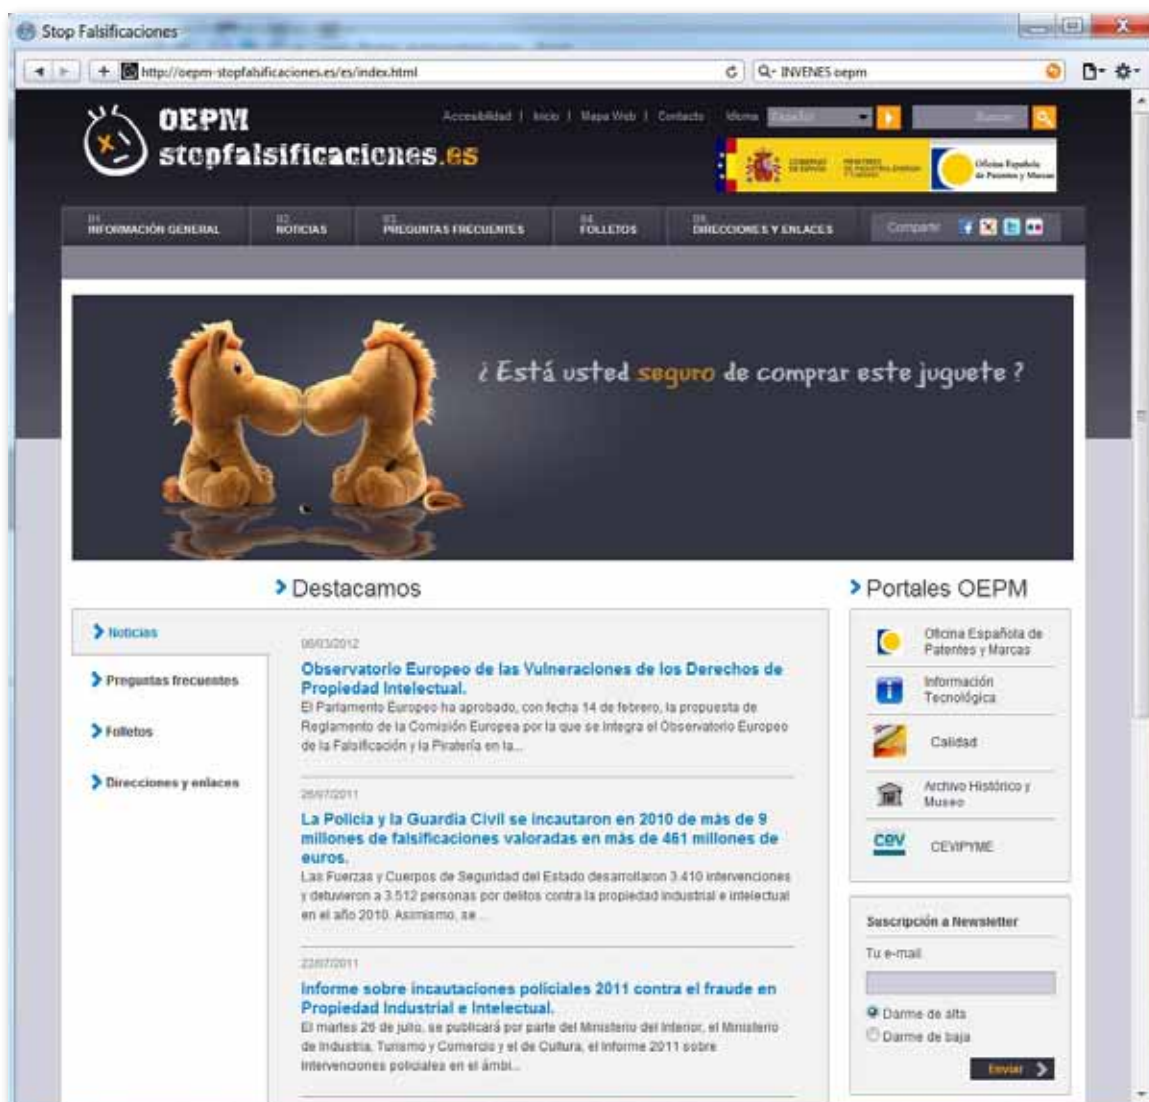 Stop Falsificaciones
http://oepm-stopfalsificaciones.es/es/index.html
INVENES oepm
OEPM
stopfalsificaciones.es
Accesibilidad | Inicio | Mapa Web | Contacto Idioma Español Buscar
GOBIERNO DE ESPAÑA
MINISTERIO DE INDUSTRIA, ENERGÍA Y TURISMO
Oficina Española
de Patentes y Marcas
01 INFORMACIÓN GENERAL
02 NOTICIAS
03 PREGUNTAS FRECUENTES
04 FOLLETOS
05 DIRECCIONES Y ENLACES
Compartir
¿ Está usted seguro de comprar este juguete ?
Destacamos
Noticias
Preguntas frecuentes
Folletos
Direcciones y enlaces
06/03/2012
Observatorio Europeo de las Vulneraciones de los Derechos de
Propiedad Intelectual.
El Parlamento Europeo ha aprobado, con fecha 14 de febrero, la propuesta de
Reglamento de la Comisión Europea por la que se integra el Observatorio Europeo
de la Falsificación y la Piratería en la...
26/07/2011
La Policía y la Guardia Civil se incautaron en 2010 de más de 9
millones de falsificaciones valoradas en más de 461 millones de
euros.
Las Fuerzas y Cuerpos de Seguridad del Estado desarrollaron 3.410 intervenciones
y detuvieron a 3.512 personas por delitos contra la propiedad industrial e intelectual
en el año 2010. Asimismo, se ...
22/07/2011
Informe sobre incautaciones policiales 2011 contra el fraude en
Propiedad Industrial e Intelectual.
El martes 26 de julio, se publicará por parte del Ministerio del Interior, el Ministerio
de Industria, Turismo y Comercio y el de Cultura, el Informe 2011 sobre
Intervenciones policiales en el ámbi...
Portales OEPM
Oficina Española de
Patentes y Marcas
Información
Tecnológica
Calidad
Archivo Histórico y
Museo
cev
CEVIPYME
Suscripción a Newsletter
Tu e-mail
Darme de alta
Darme de baja
Enviar